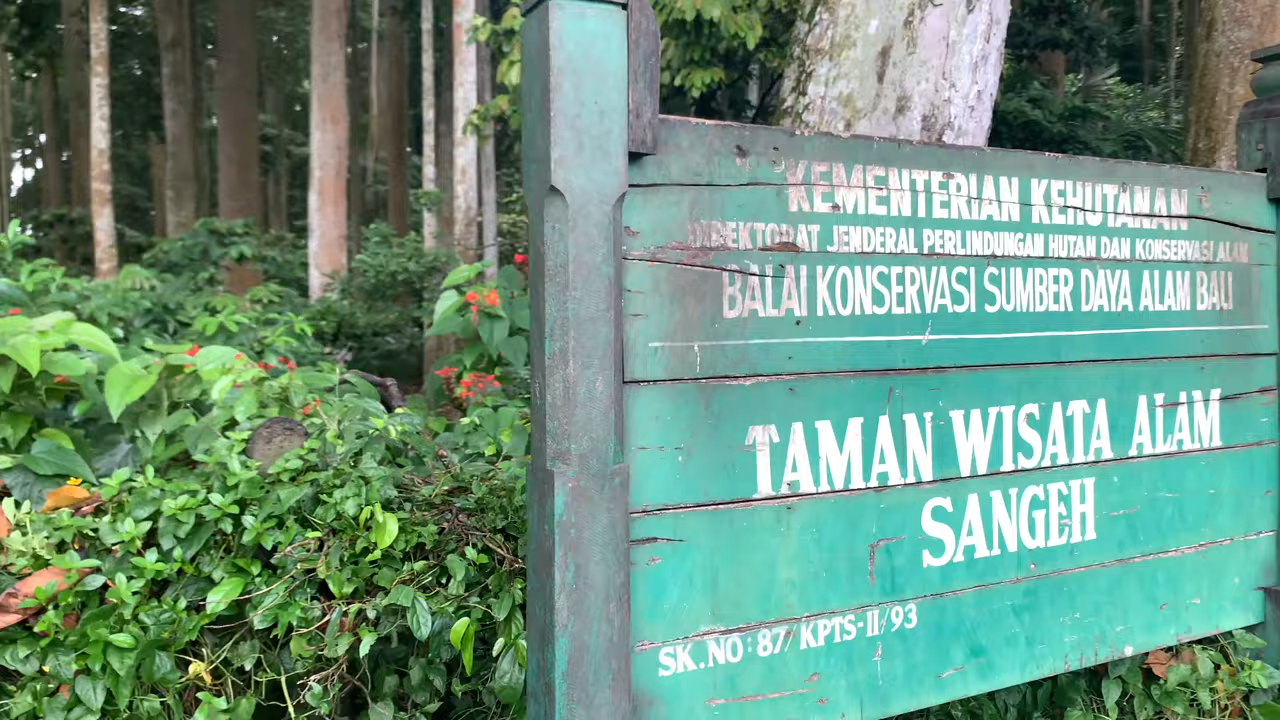 KEMENTERIAN KEHUTANAN
DIREKTORAT JENDERAL PERLINDUNGAN HUTAN DAN KONSERVASI ALAM
BALAI KONSERVASI SUMBER DAYA ALAM BALI
TAMAN WISATA ALAM
SANGEH
SK.NO : 87/ KPTS-II/93